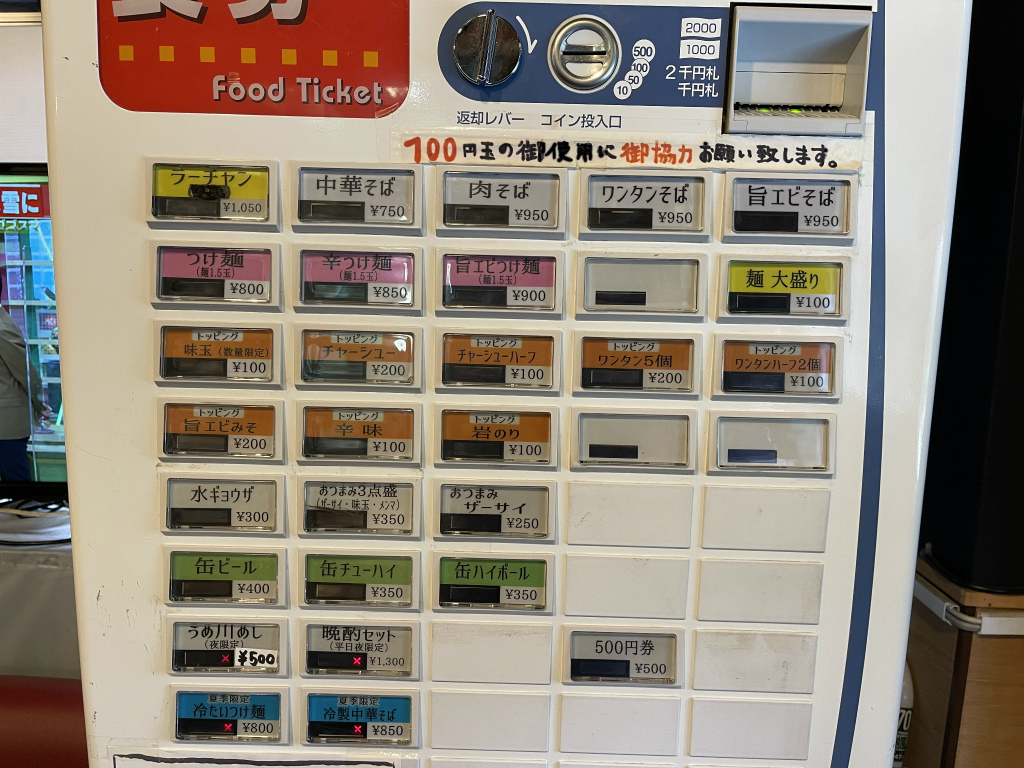 Food Ticket
500
100
50
10
2000
1000
2千円札
千円札
返却レバー コイン投入口
100円玉の御使用に御協力お願い致します。
ラーチャン
¥1,050
中華そば
¥750
肉そば
¥950
ワンタンそば
¥950
旨エビそば
¥950
つけ麺
(麺1.5玉)
¥800
辛つけ麺
(麺1.5玉)
¥850
旨エビつけ麺
(麺1.5玉)
¥900
麺 大盛り
¥100
トッピング
味玉(数量限定)
¥100
トッピング
チャーシュー
¥200
トッピング
チャーシューハーフ
¥100
トッピング
ワンタン5個
¥200
トッピング
ワンタンハーフ2個
¥100
トッピング
旨エビみそ
¥200
トッピング
辛味
¥100
トッピング
岩のり
¥100
水ギョウザ
¥300
おつまみ3点盛
(ザーサイ・味玉・メンマ)
¥350
おつまみ
ザーサイ
¥250
缶ビール
¥400
缶チューハイ
¥350
缶ハイボール
¥350
うめ川めし
(夜限定)
¥500
晩酌セット
(平日夜限定)
¥1,300
500円券
¥500
夏季限定
冷たいつけ麺
¥800
夏季限定
冷製中華そば
¥850